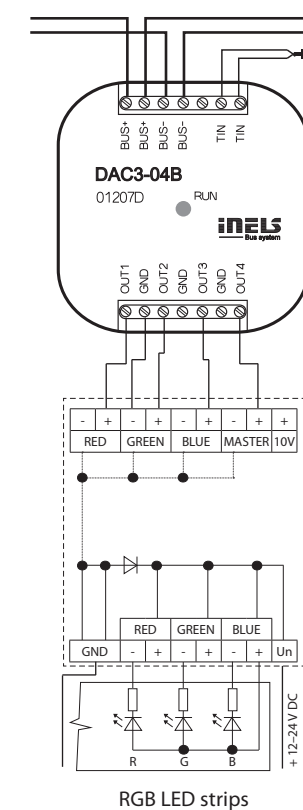 BUS+ BUS+ BUS- BUS- TIN TIN
DAC3-04B
01207D
RUN
iNELS
Bus system
OUT1 GND OUT2 GND OUT3 GND OUT4
- + - + - + - + +
RED GREEN BLUE MASTER 10V
RED GREEN BLUE
GND - + - + - + Un
+ 12–24 V DC
R G B
RGB LED strips